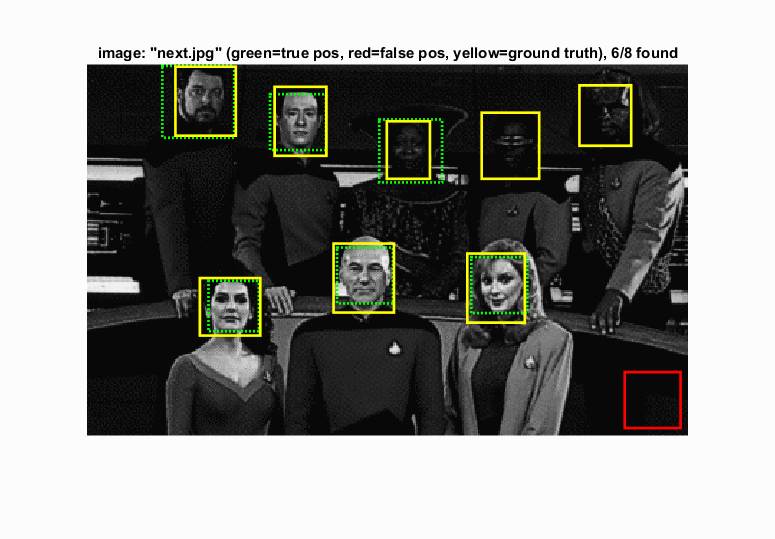 image: "next.jpg" (green=true pos, red=false pos, yellow=ground truth), 6/8 found